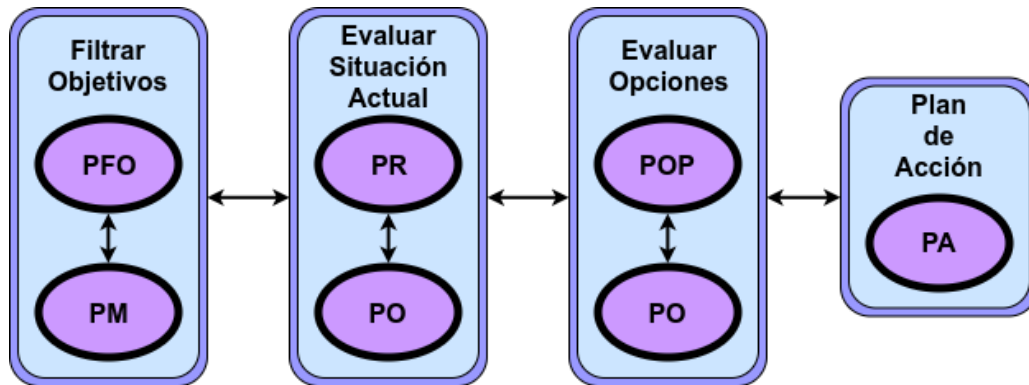 Filtrar
Objetivos
PFO
PM
Evaluar
Situación
Actual
PR
PO
Evaluar
Opciones
POP
PO
Plan
de
Acción
PA